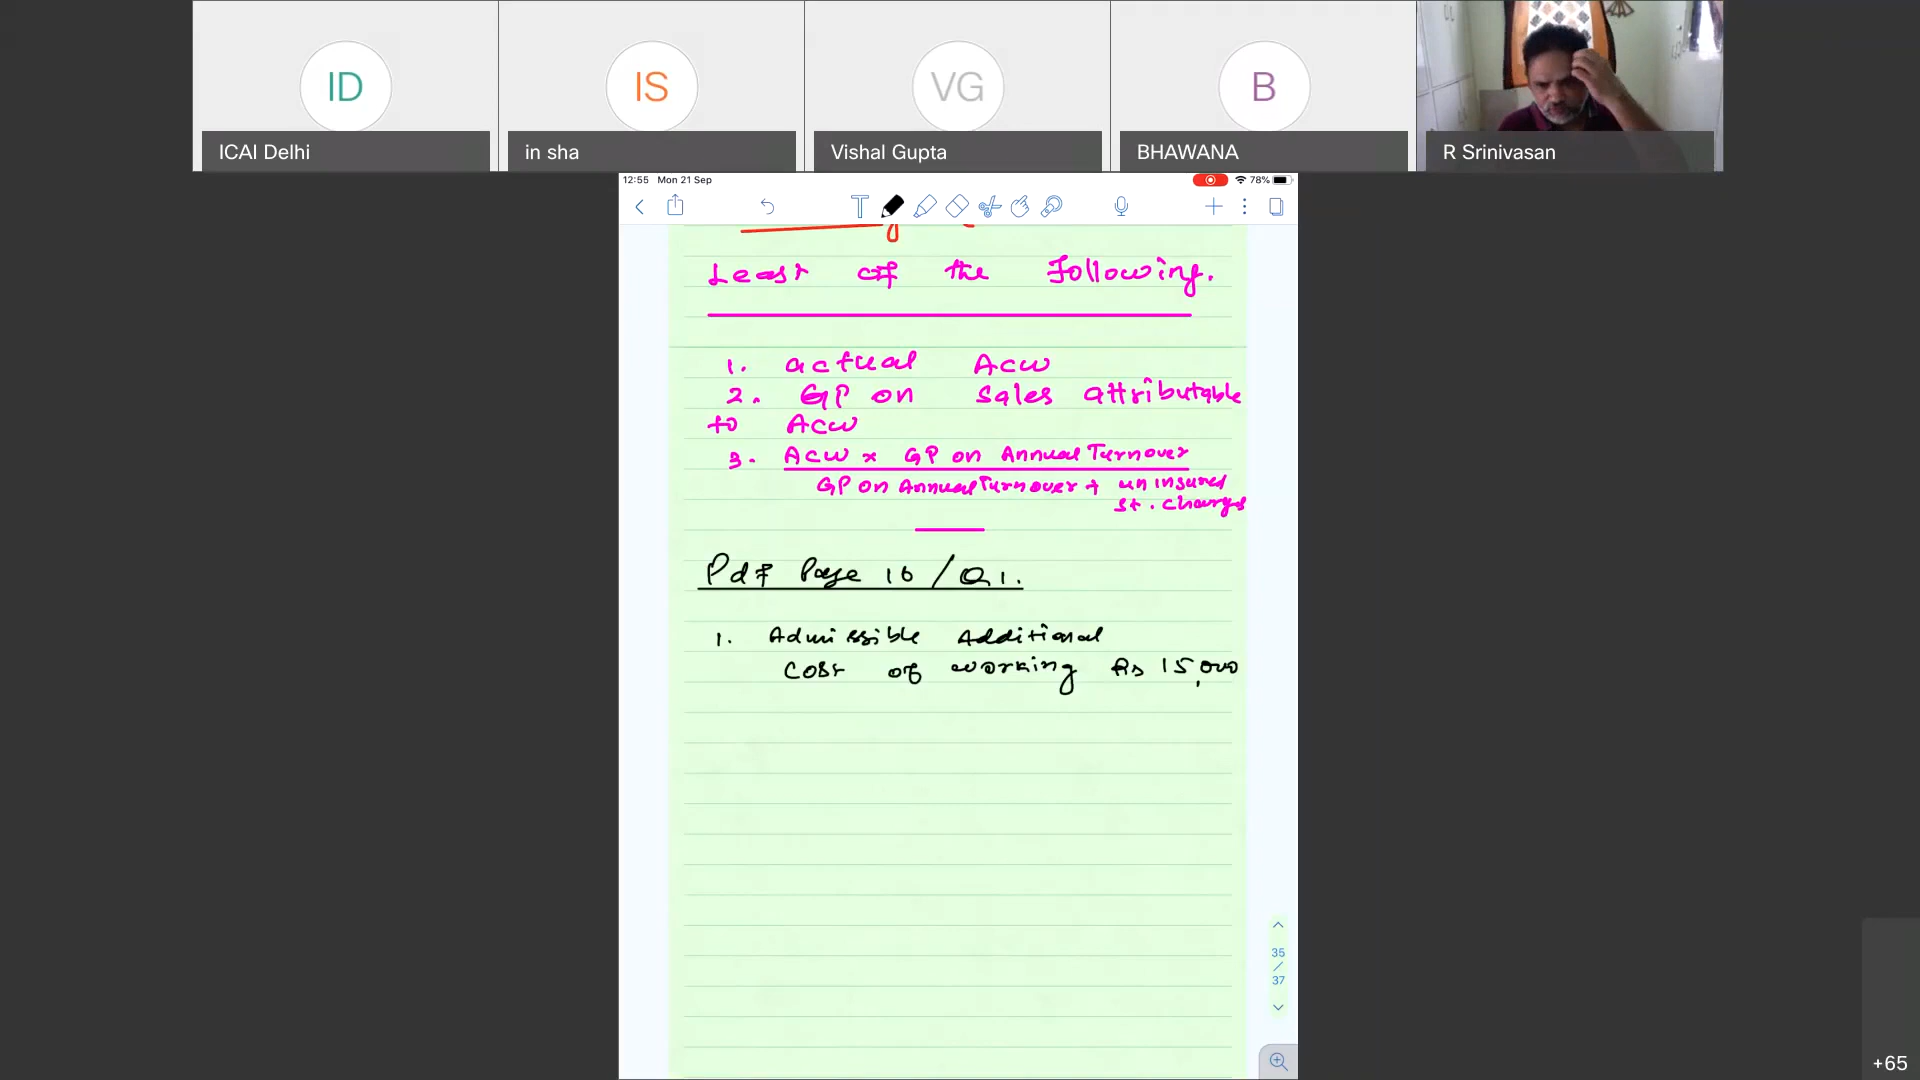 ID
IS
VG
B
ICAI Delhi
in sha
Vishal Gupta
BHAWANA
R Srinivasan
12:55 Mon 21 Sep
78%
T
Least of the Following.
1. actual ACW
2. GP on Sales attributable
to ACW
3. ACW x GP on Annual Turnover
GP on Annual Turnover + un insured
st. charges
Pdf Page 16 / Q1.
1. Admissible Additional
Cost of working Rs 15,000
35
/
37
+65